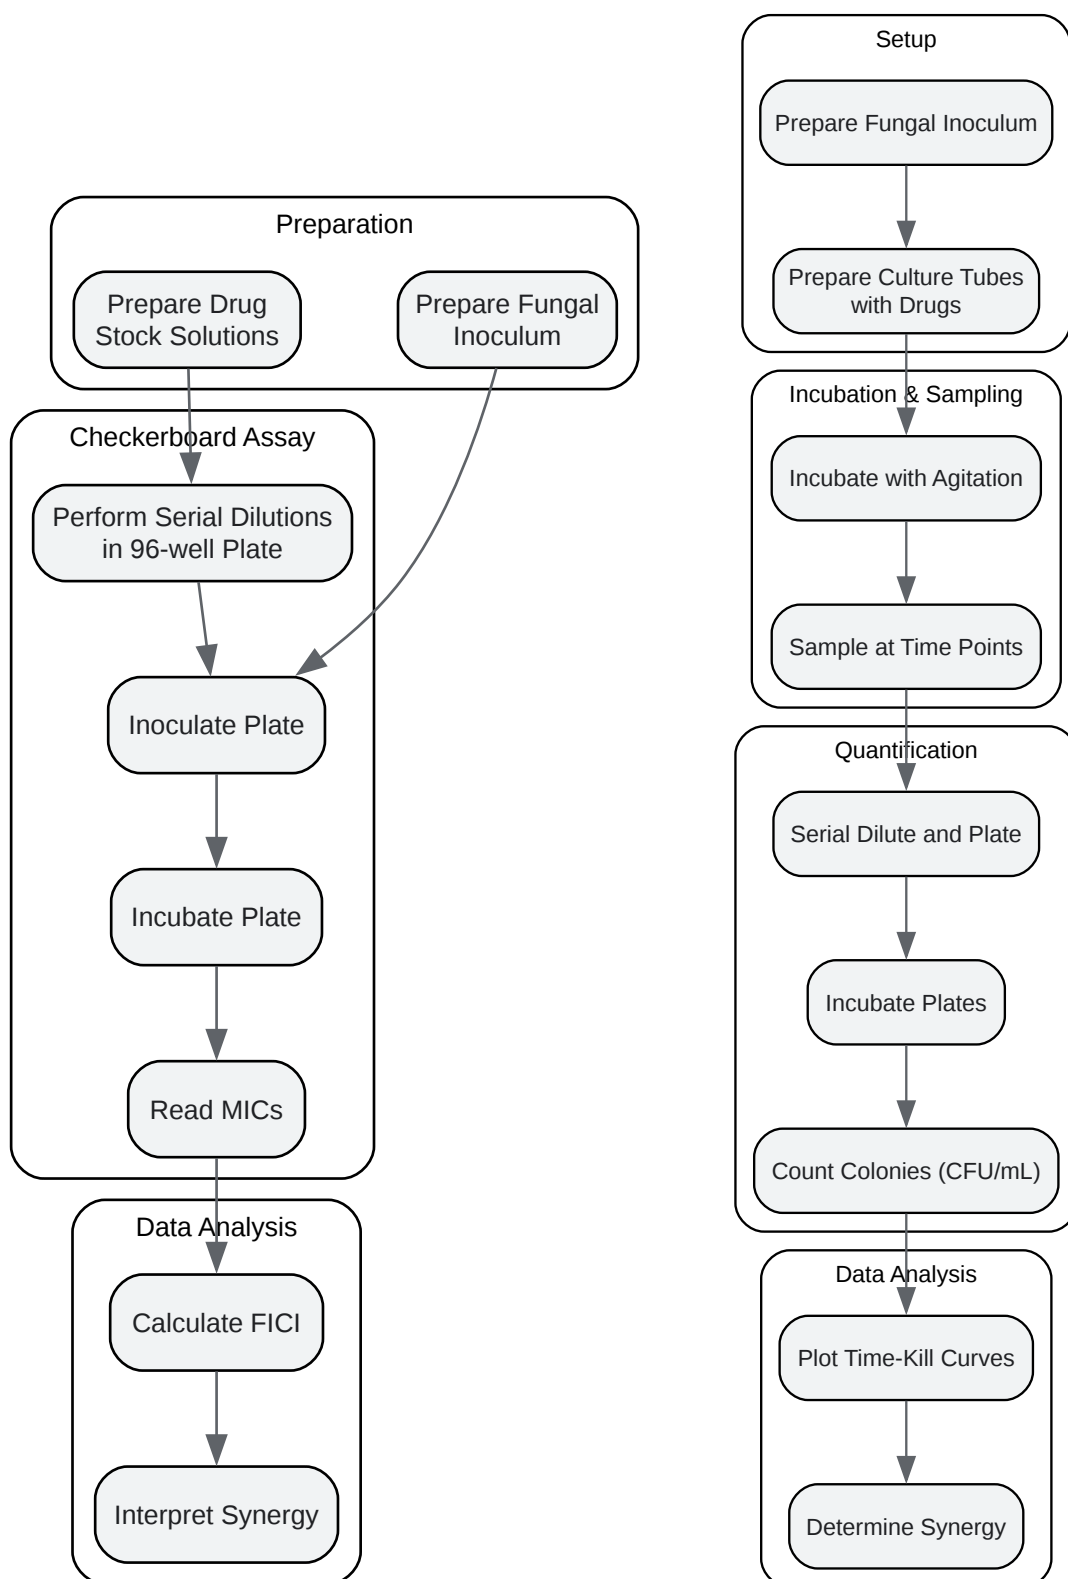 Preparation
Prepare Drug
Stock Solutions
Prepare Fungal
Inoculum
Checkerboard Assay
Perform Serial Dilutions
in 96-well Plate
Inoculate Plate
Incubate Plate
Read MICs
Data Analysis
Calculate FICI
Interpret Synergy
Setup
Prepare Fungal Inoculum
Prepare Culture Tubes
with Drugs
Incubation & Sampling
Incubate with Agitation
Sample at Time Points
Quantification
Serial Dilute and Plate
Incubate Plates
Count Colonies (CFU/mL)
Data Analysis
Plot Time-Kill Curves
Determine Synergy